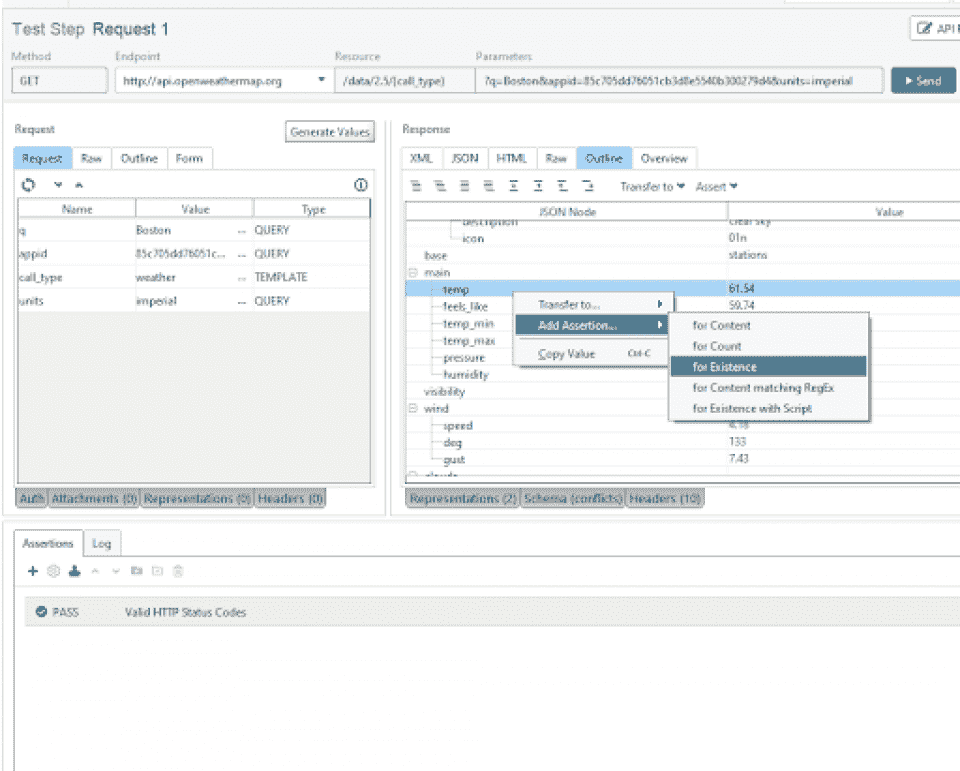 Test Step Request 1
API
Method Endpoint Resource Parameters
GET http://api.openweathermap.org /data/2.5/{call_type} ?q=Boston&appid=85c705dd76051cb3d8e5540b300279d4&units=imperial Send
Request
Generate Values
Request Raw Outline Form
Name Value Type
q Boston ... QUERY
appid 85c705dd76051c... ... QUERY
call_type weather ... TEMPLATE
units imperial ... QUERY
Auth Attachments (0) Representations (0) Headers (0)
Response
XML JSON HTML Raw Outline Overview
Transfer to Assert
JSON Node Value
description clear sky
icon 01n
base stations
main
temp 61.54
feels_like 59.74
temp_min
temp_max
pressure
humidity
visibility
wind
speed
deg 133
gust 7.43
Transfer to...
Add Assertion...
Copy Value Ctrl-C
for Content
for Count
for Existence
for Content matching RegEx
for Existence with Script
Representations (2) Schema (conflicts) Headers (10)
Assertions Log
PASS Valid HTTP Status Codes